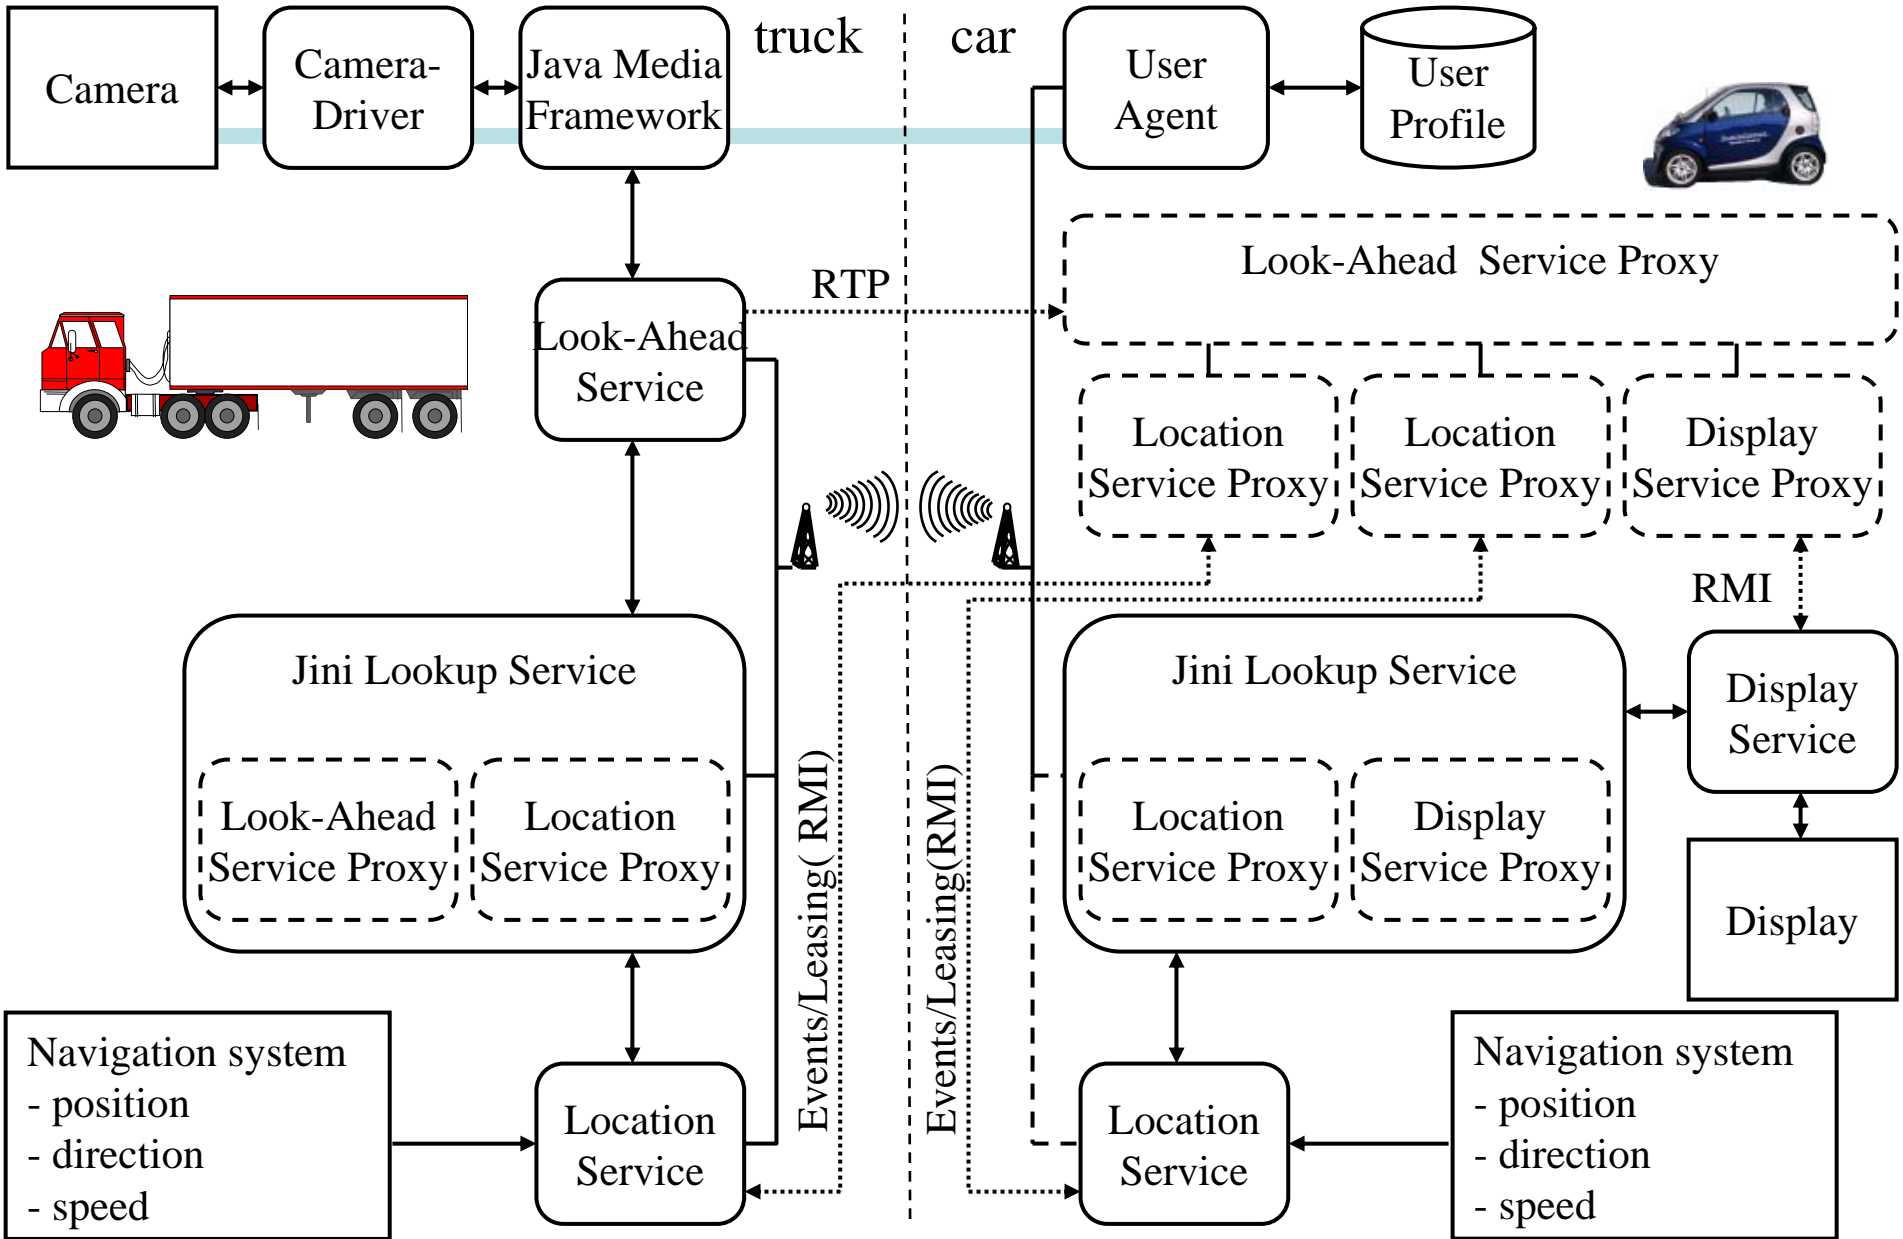 truck
car
Camera
Camera-
Driver
Java Media
Framework
User
Agent
User
Profile
Look-Ahead Service Proxy
RTP
Look-Ahead
Service
Location
Service Proxy
Location
Service Proxy
Display
Service Proxy
RMI
Jini Lookup Service
Look-Ahead
Service Proxy
Location
Service Proxy
Events/Leasing( RMI)
Events/Leasing(RMI)
Jini Lookup Service
Location
Service Proxy
Display
Service Proxy
Display
Service
Display
Navigation system
- position
- direction
- speed
Location
Service
Location
Service
Navigation system
- position
- direction
- speed